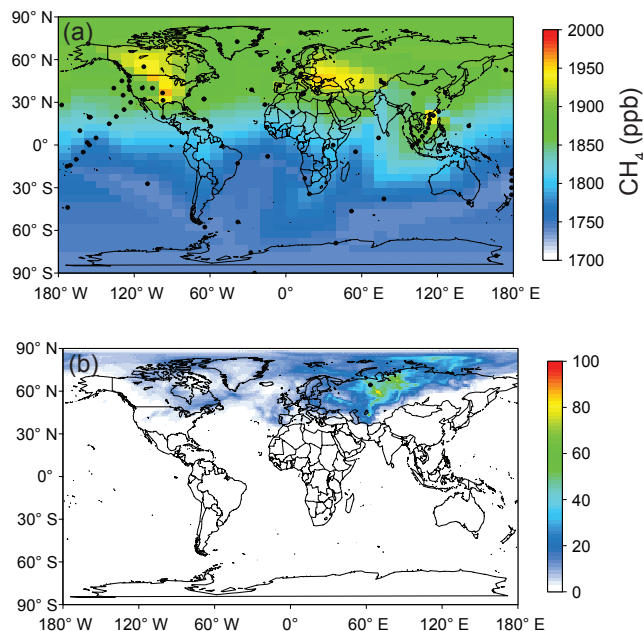 (a)
90° N
60° N
30° N
0°
30° S
60° S
90° S
180° W
120° W
60° W
0°
60° E
120° E
180° E
2000
1950
1900
1850
1800
1750
1700
CH₄ (ppb)
(b)
90° N
60° N
30° N
0°
30° S
60° S
90° S
180° W
120° W
60° W
0°
60° E
120° E
180° E
100
80
60
40
20
0